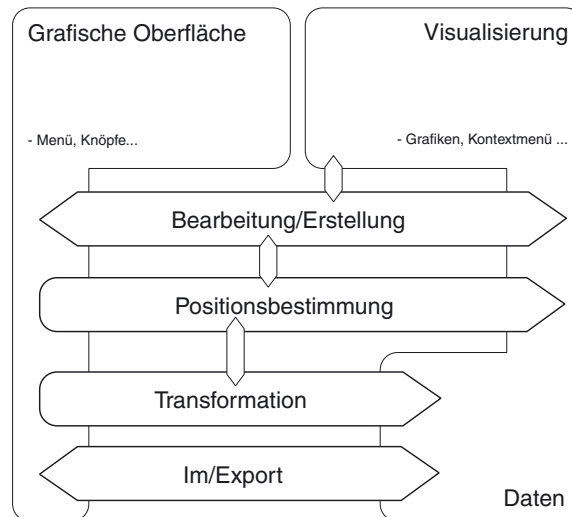 Grafische Oberfläche
Visualisierung
- Menü, Knöpfe...
- Grafiken, Kontextmenü ...
Bearbeitung/Erstellung
Positionsbestimmung
Transformation
Im/Export
Daten